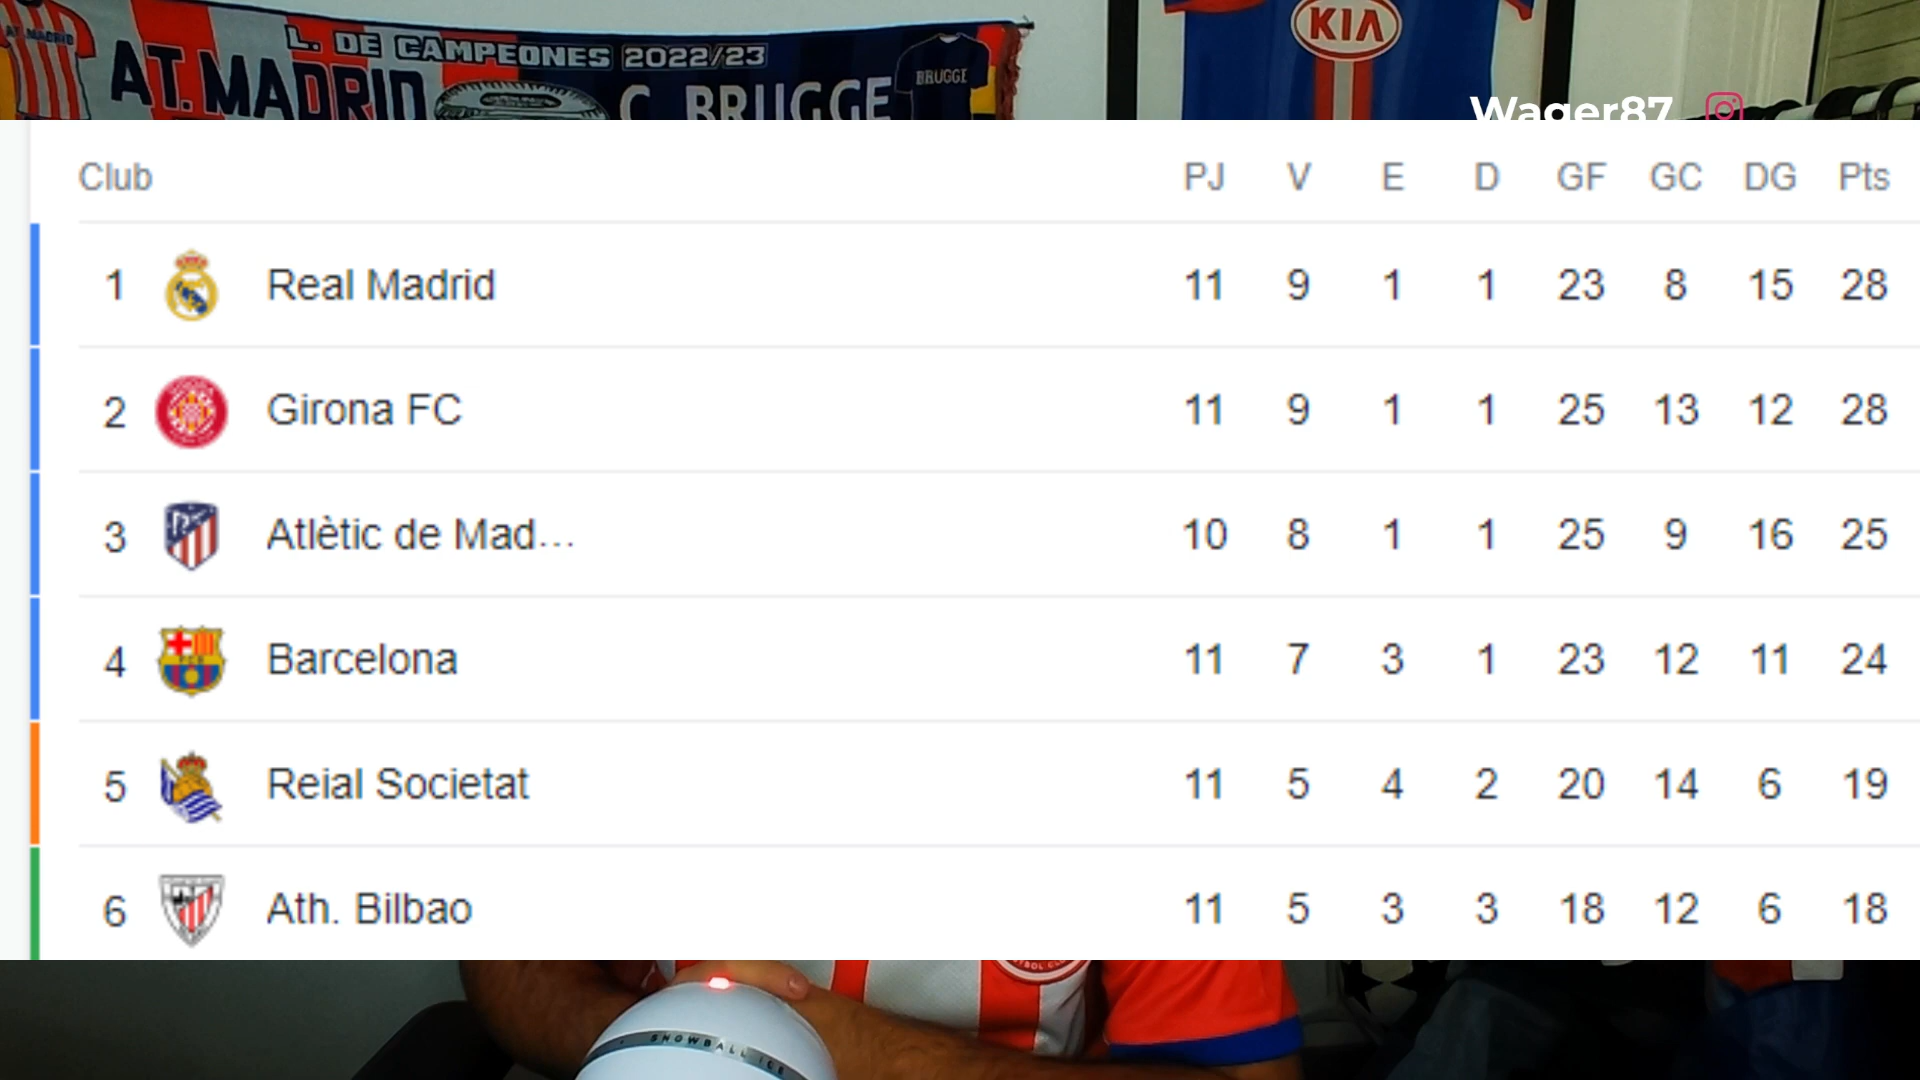 AT. MADRID
L. DE CAMPEONES 2022/23
AT. MADRID C. BRUGGE
BRUGGE
KIA
Wager87
Club PJ V E D GF GC DG Pts
1 Real Madrid 11 9 1 1 23 8 15 28
2 Girona FC 11 9 1 1 25 13 12 28
3 Atlètic de Mad... 10 8 1 1 25 9 16 25
4 Barcelona 11 7 3 1 23 12 11 24
5 Reial Societat 11 5 4 2 20 14 6 19
6 Ath. Bilbao 11 5 3 3 18 12 6 18
SNOWBALL iCE